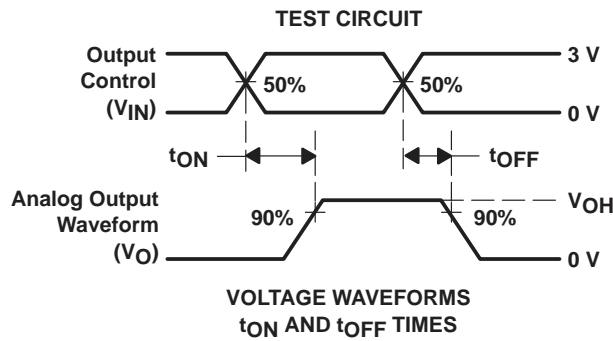 TEST CIRCUIT
Output
Control
(VIN)
50%
50%
3 V
0 V
tON
tOFF
Analog Output
Waveform
(VO)
90%
90%
VOH
0 V
VOLTAGE WAVEFORMS
tON AND tOFF TIMES